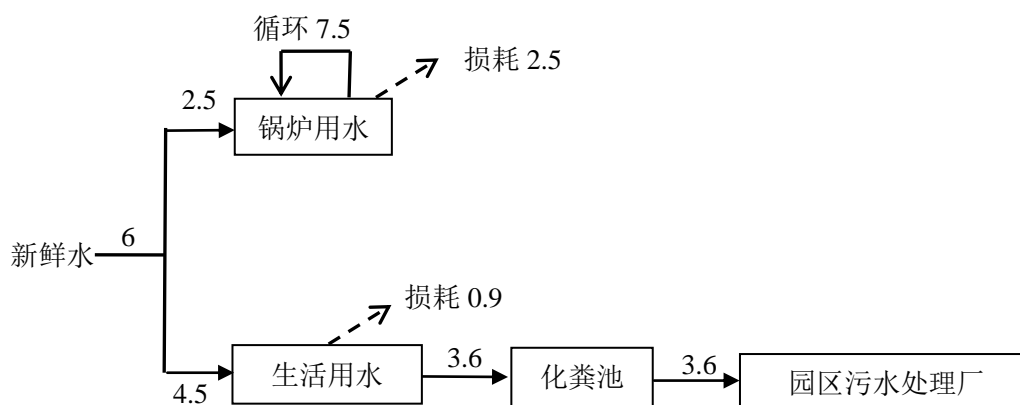 循环 7.5
损耗 2.5
2.5
锅炉用水
6
新鲜水
损耗 0.9
4.5
生活用水
3.6
化粪池
3.6
园区污水处理厂